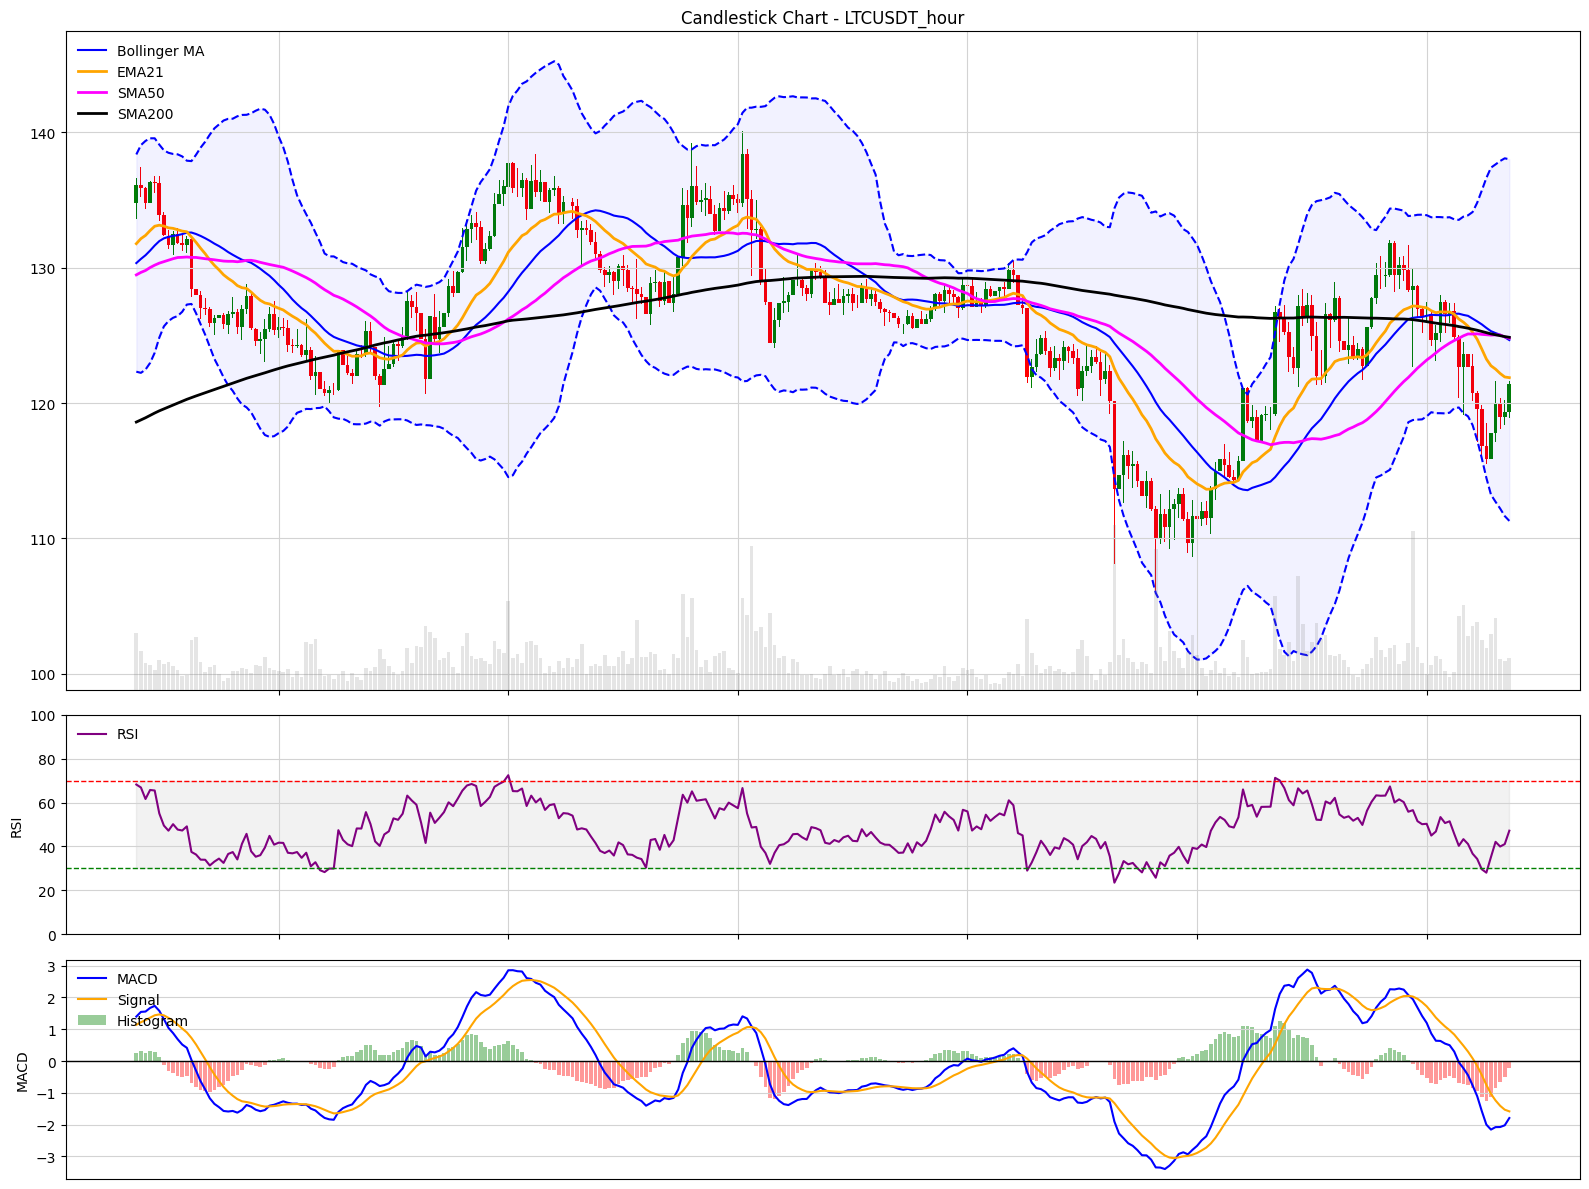 Candlestick Chart - LTCUSDT_hour
Bollinger MA
EMA21
SMA50
SMA200
140
130
120
110
100
RSI
100
80
60
40
20
0
RSI
MACD
Signal
Histogram
3
2
1
0
−1
−2
−3
MACD